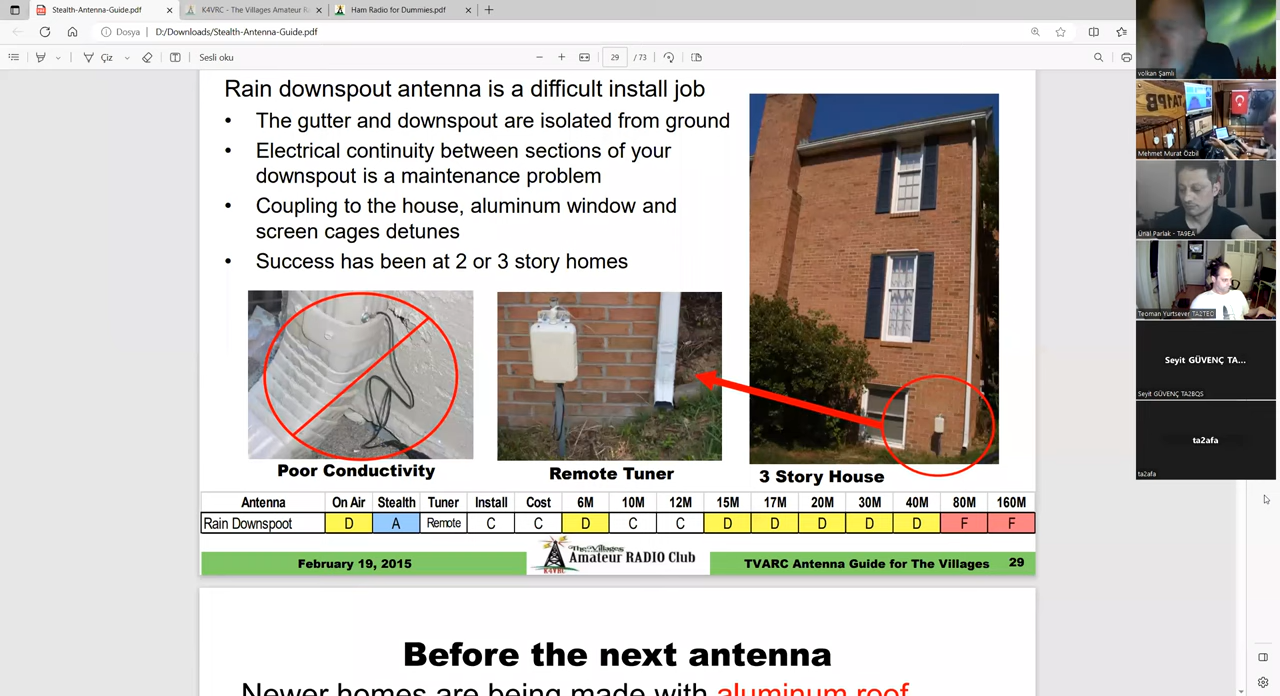 Stealth-Antenna-Guide.pdf
K4VRC - The Villages Amateur R
Ham Radio for Dummies.pdf
Dosya
D:/Downloads/Stealth-Antenna-Guide.pdf
Çiz
Sesli oku
29
/ 73
Rain downspout antenna is a difficult install job
• The gutter and downspout are isolated from ground
• Electrical continuity between sections of your
downspout is a maintenance problem
• Coupling to the house, aluminum window and
screen cages detunes
• Success has been at 2 or 3 story homes
Poor Conductivity
Remote Tuner
3 Story House
Antenna On Air Stealth Tuner Install Cost 6M 10M 12M 15M 17M 20M 30M 40M 80M 160M
Rain Downspoot D A Remote C C D C C D D D D D F F
February 19, 2015
The Villages
Amateur RADIO Club
K4VRC
TVARC Antenna Guide for The Villages 29
Before the next antenna
Newer homes are being made with aluminum roof
volkan Şamlı
TA1PB
Mehmet Murat Özbil
Ünal Parlak - TA9EA
Teoman Yurtsever TA2TEO
Seyit GÜVENÇ TA...
Seyit GÜVENÇ TA2BQS
ta2afa
ta2afa